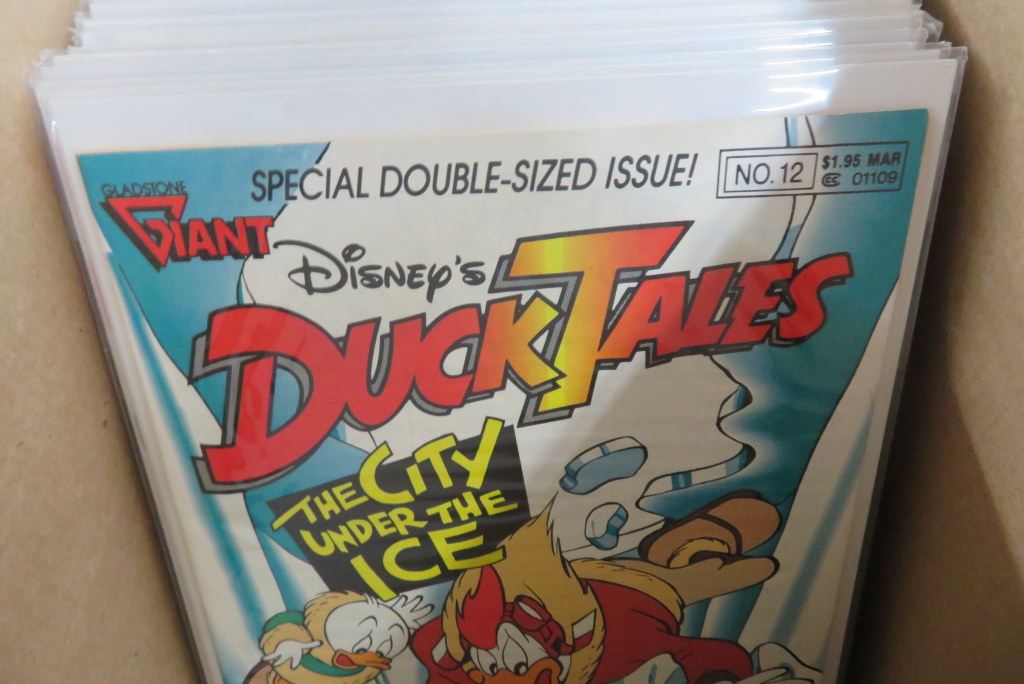 SPECIAL DOUBLE-SIZED ISSUE!
NO. 12
$1.95 MAR
CC 01109
GLADSTONE
GIANT
DISNEY'S
DUCKTALES
THE CITY
UNDER THE
ICE